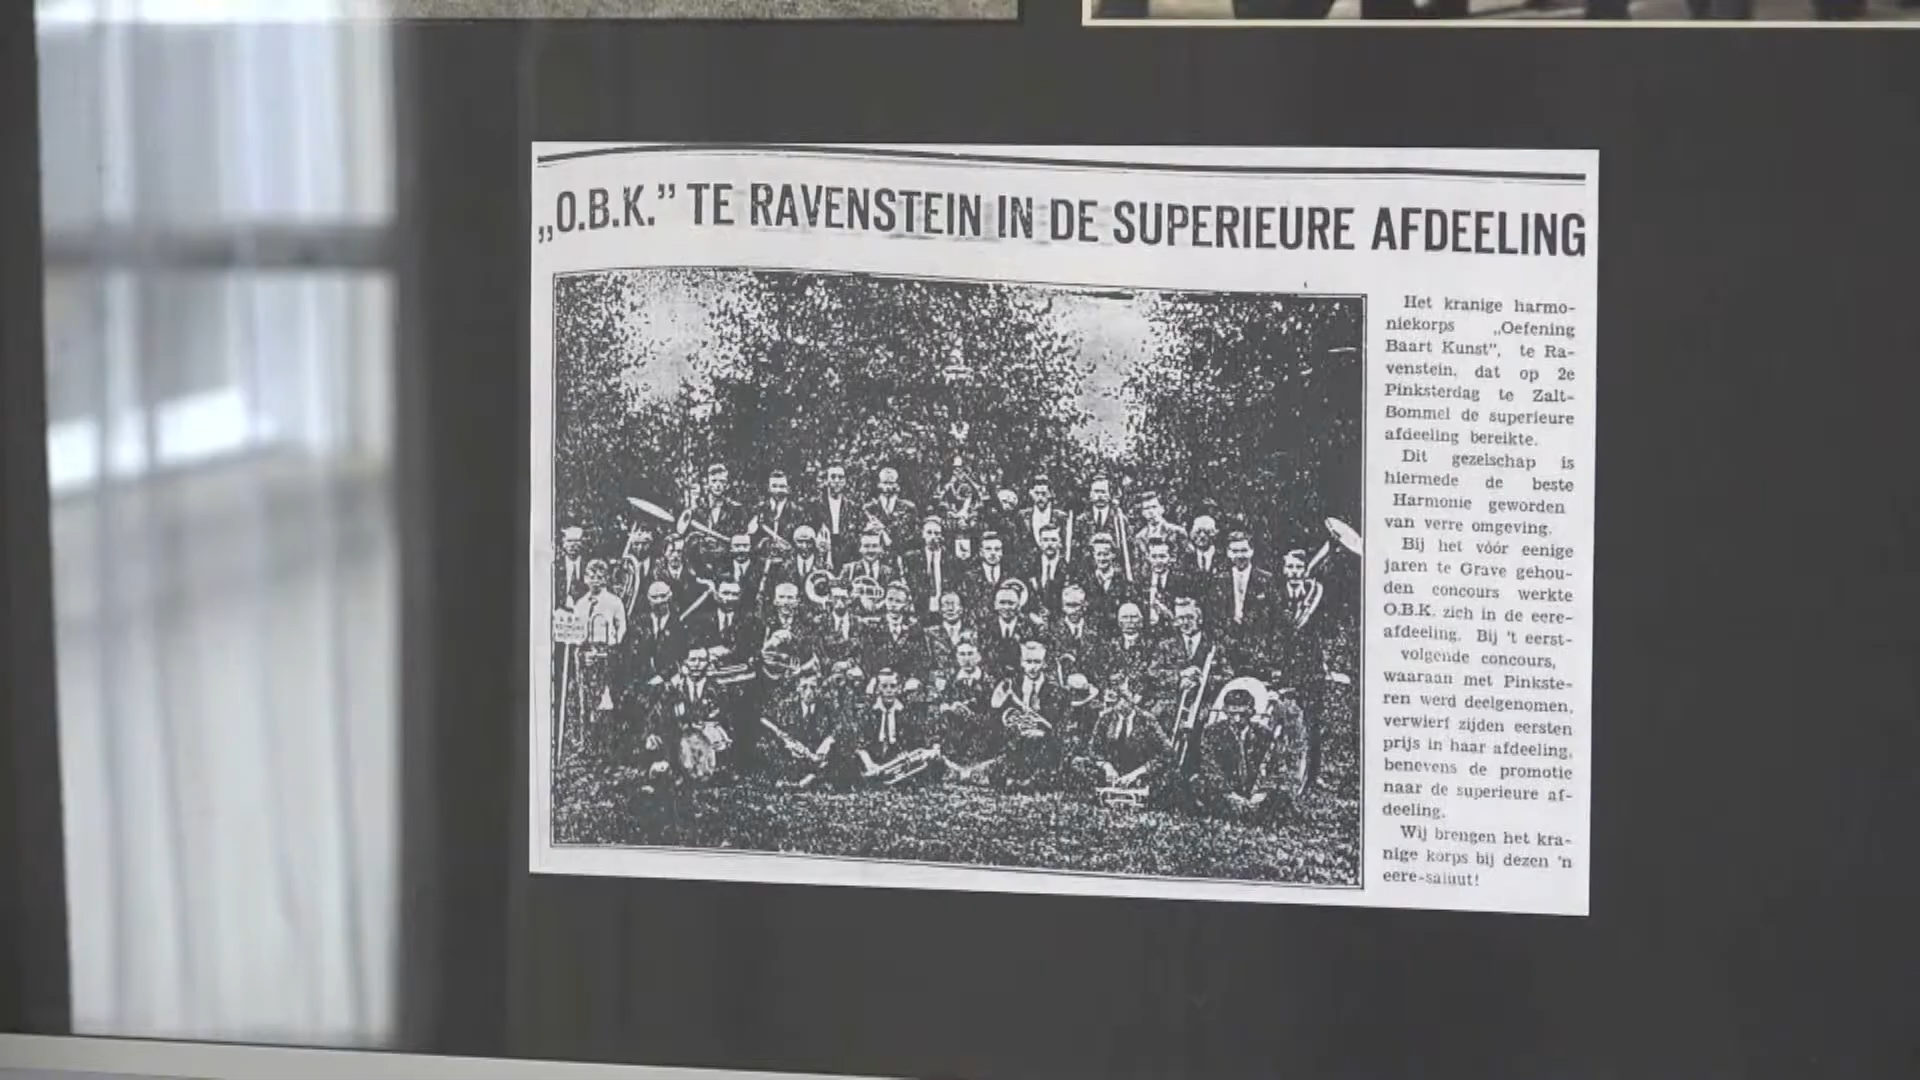 „O.B.K.” TE RAVENSTEIN IN DE SUPERIEURE AFDEELING
Het kranige harmo-
niekorps „Oefening
Baart Kunst", te Ra-
venstein, dat op 2e
Pinksterdag te Zalt-
Bommel de superieure
afdeeling bereikte.
Dit gezelschap is
hiermede de beste
Harmonie geworden
van verre omgeving.
Bij het vóór eenige
jaren te Grave gehou-
den concours werkte
O.B.K. zich in de eere-
afdeeling. Bij 't eerst-
volgende concours,
waaraan met Pinkste-
ren werd deelgenomen,
verwierf zijden eersten
prijs in haar afdeeling,
benevens de promotie
naar de superieure af-
deeling.
Wij brengen het kra-
nige korps bij dezen 'n
eere-saluut!